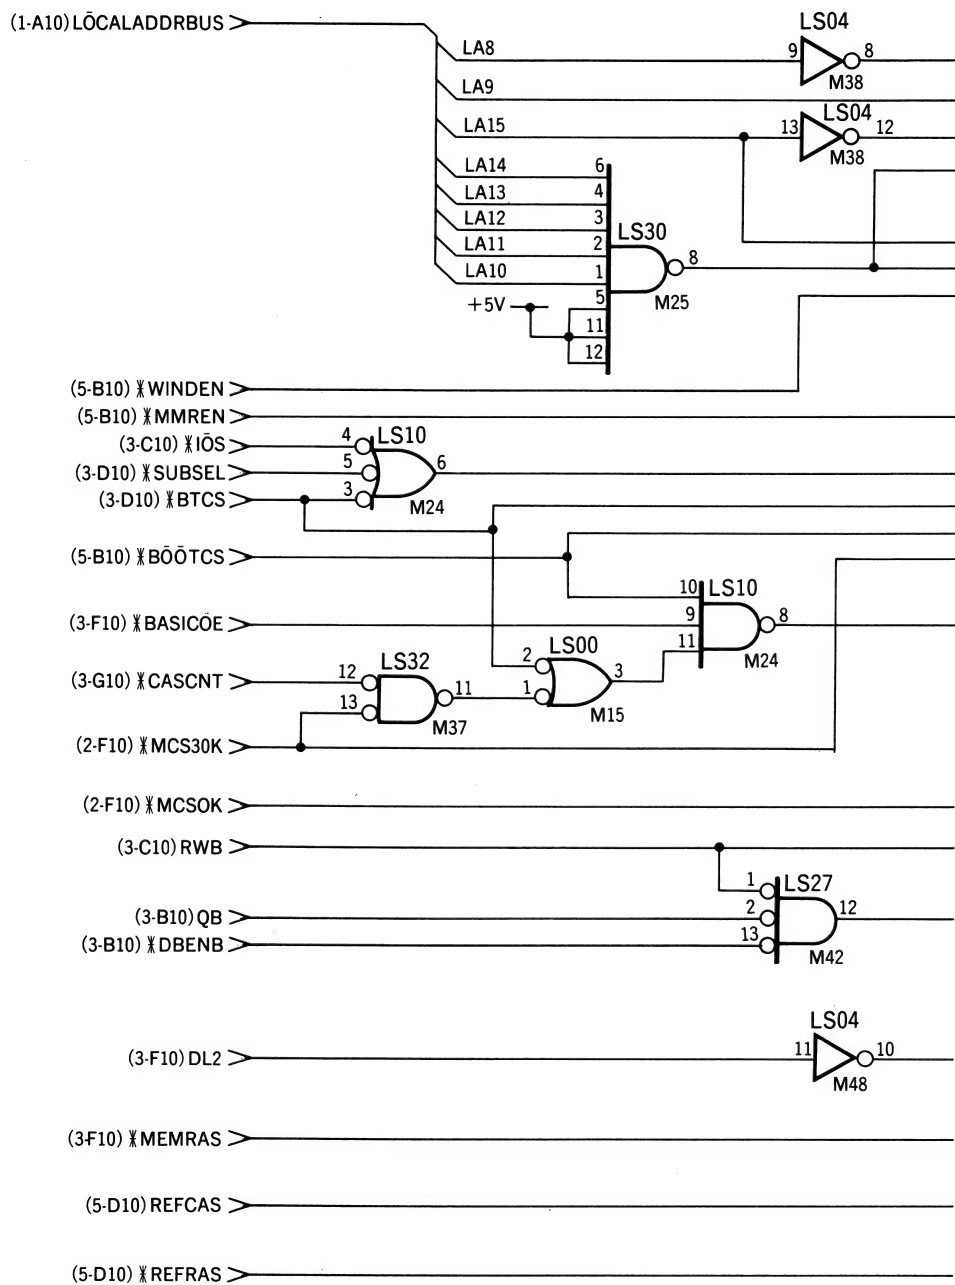 (1-A10) LŌCALADDRBUS
LS04
LA8
9
8
M38
LA9
LS04
LA15
13
12
M38
LA14
6
LA13
4
LA12
3
LS30
LA11
2
8
LA10
1
+5V
5
M25
11
12
(5-B10) ⁎WINDEN
(5-B10) ⁎MMREN
(3-C10) ⁎IŌS
4
LS10
(3-D10) ⁎SUBSEL
5
6
(3-D10) ⁎BTCS
3
M24
(5-B10) ⁎BŌŌTCS
10
LS10
(3-F10) ⁎BASICŌE
9
8
11
M24
LS00
2
3
1
M15
LS32
(3-G10) ⁎CASCNT
12
11
13
M37
(2-F10) ⁎MCS30K
(2-F10) ⁎MCSOK
(3-C10) RWB
1
LS27
(3-B10) QB
2
12
(3-B10) ⁎DBENB
13
M42
LS04
(3-F10) DL2
11
10
M48
(3-F10) ⁎MEMRAS
(5-D10) REFCAS
(5-D10) ⁎REFRAS